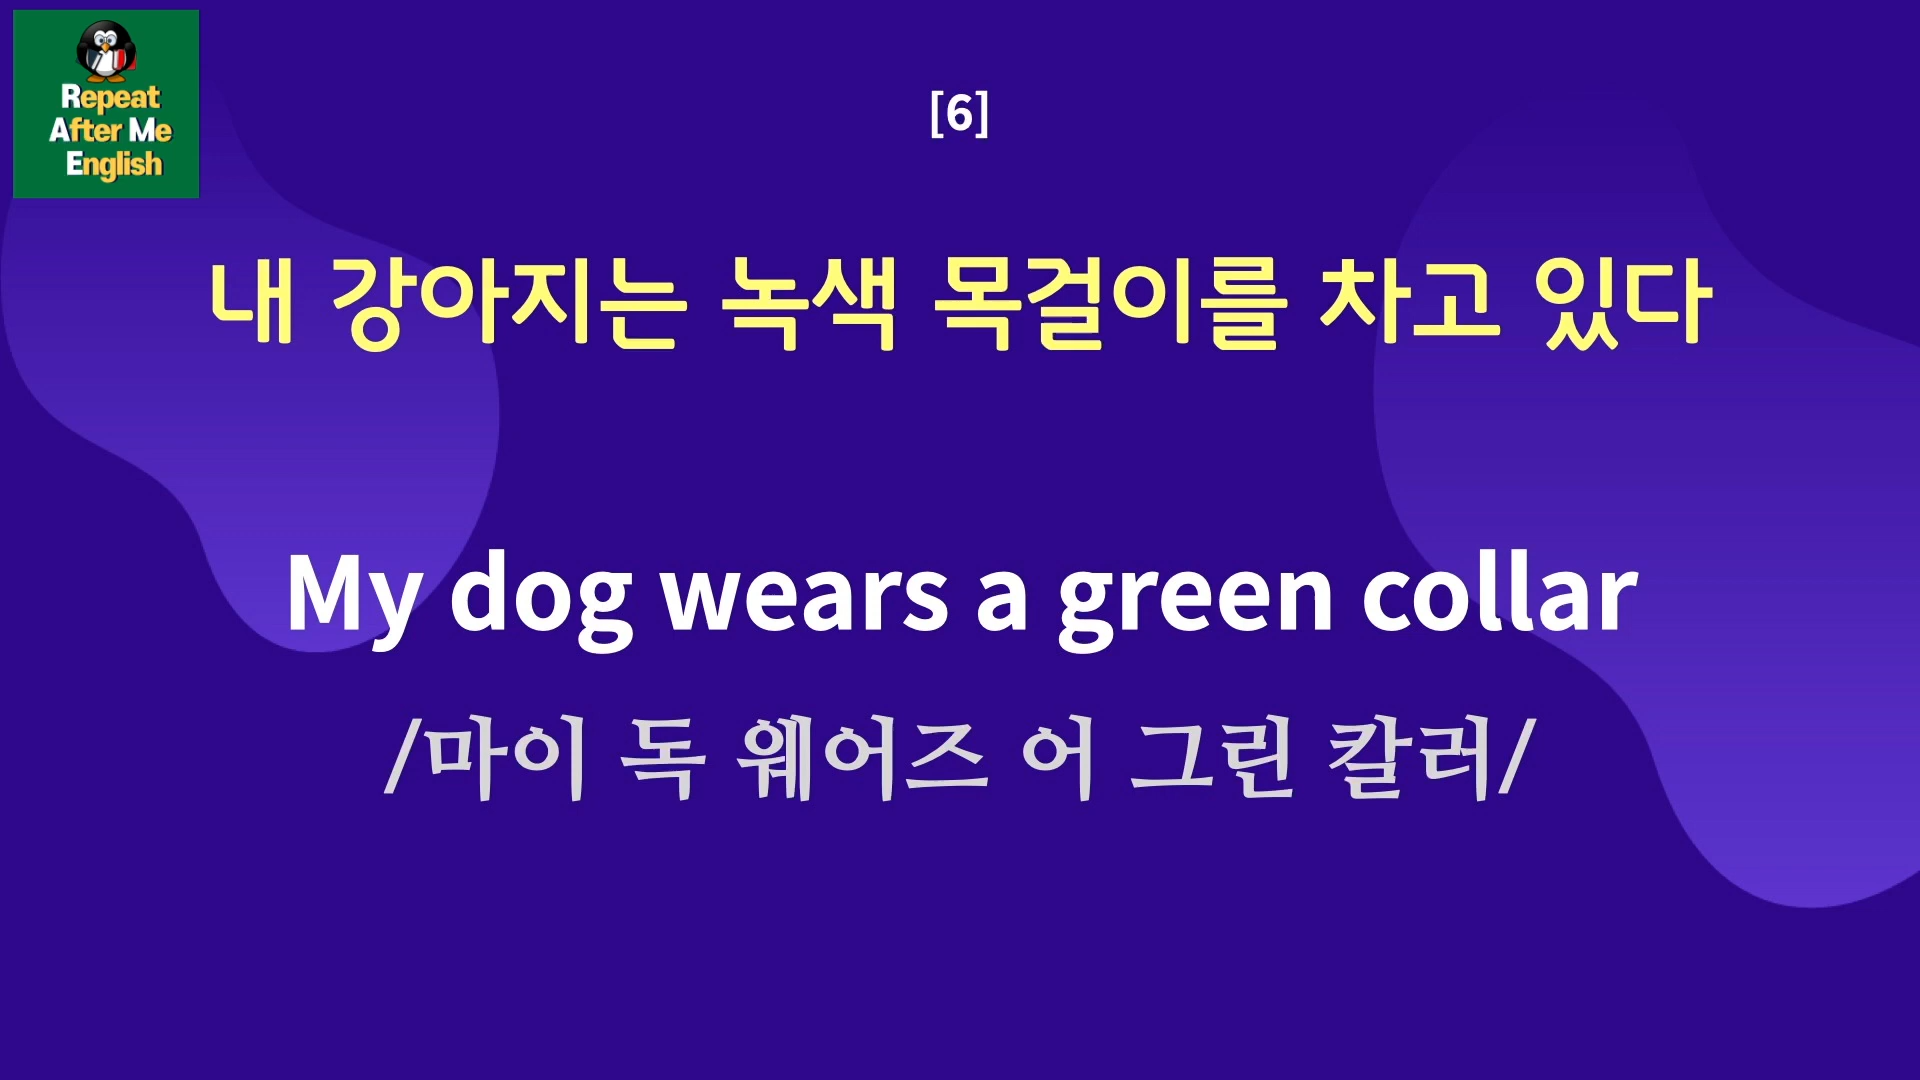 Repeat
After Me
English
[6]
내 강아지는 녹색 목걸이를 차고 있다
My dog wears a green collar
/마이 독 웨어즈 어 그린 칼러/